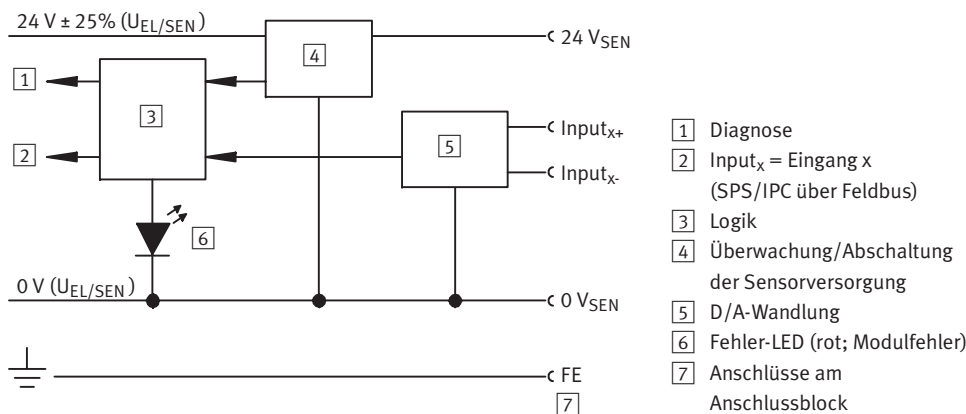 24 V ± 25% (U_EL/SEN)
24 V_SEN
4
1
3
Input_x+
5
2
Input_x-
6
0 V (U_EL/SEN)
0 V_SEN
FE
7
1 Diagnose
2 Input_x = Eingang x
(SPS/IPC über Feldbus)
3 Logik
4 Überwachung/Abschaltung
der Sensorversorgung
5 D/A-Wandlung
6 Fehler-LED (rot; Modulfehler)
7 Anschlüsse am
Anschlussblock